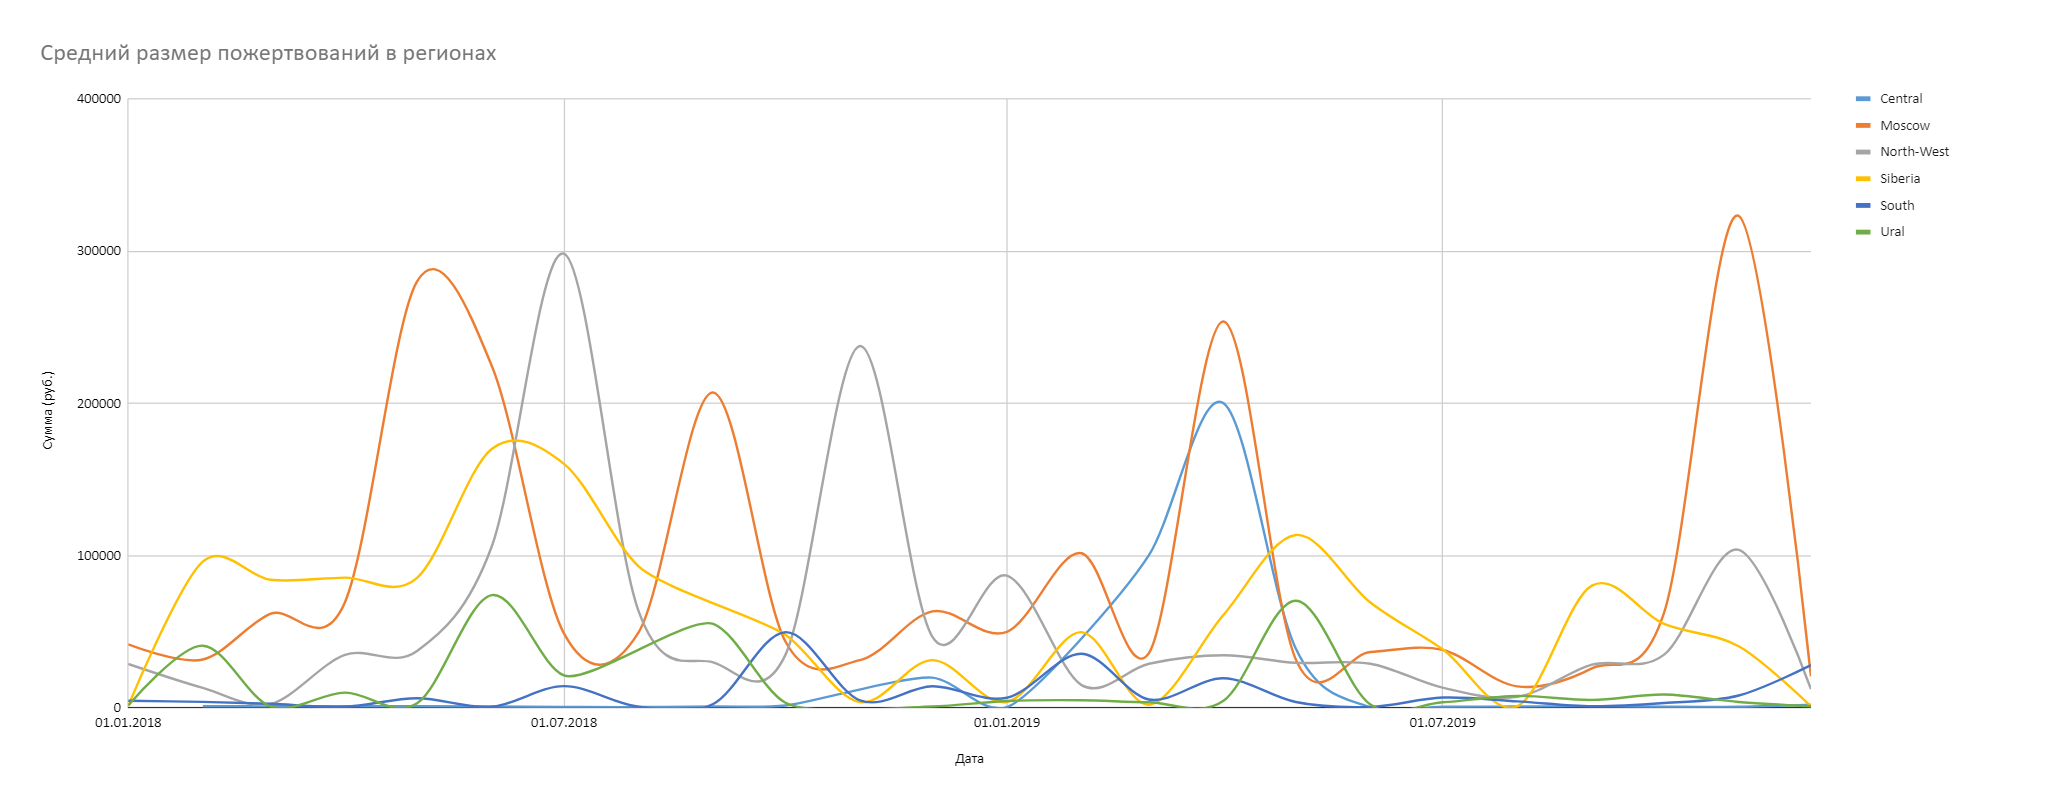 Средний размер пожертвований в регионах
400000
300000
200000
100000
0
Сумма (руб.)
01.01.2018
01.07.2018
01.01.2019
01.07.2019
Дата
Central
Moscow
North-West
Siberia
South
Ural